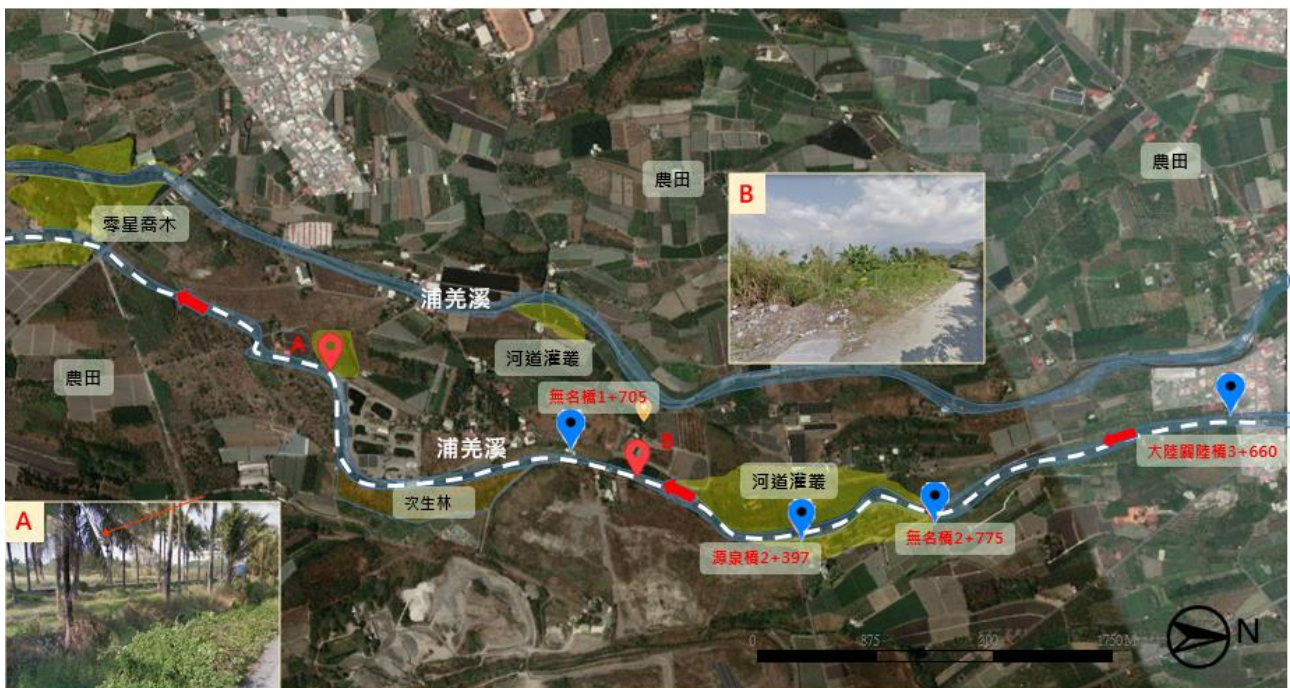 B
農田
農田
零星喬木
浦羌溪
A
河道灌叢
農田
無名橋1+705
浦羌溪
B
大陸關陸橋3+660
河道灌叢
次生林
A
無名橋2+775
源泉橋2+397
0
875
1750M
N